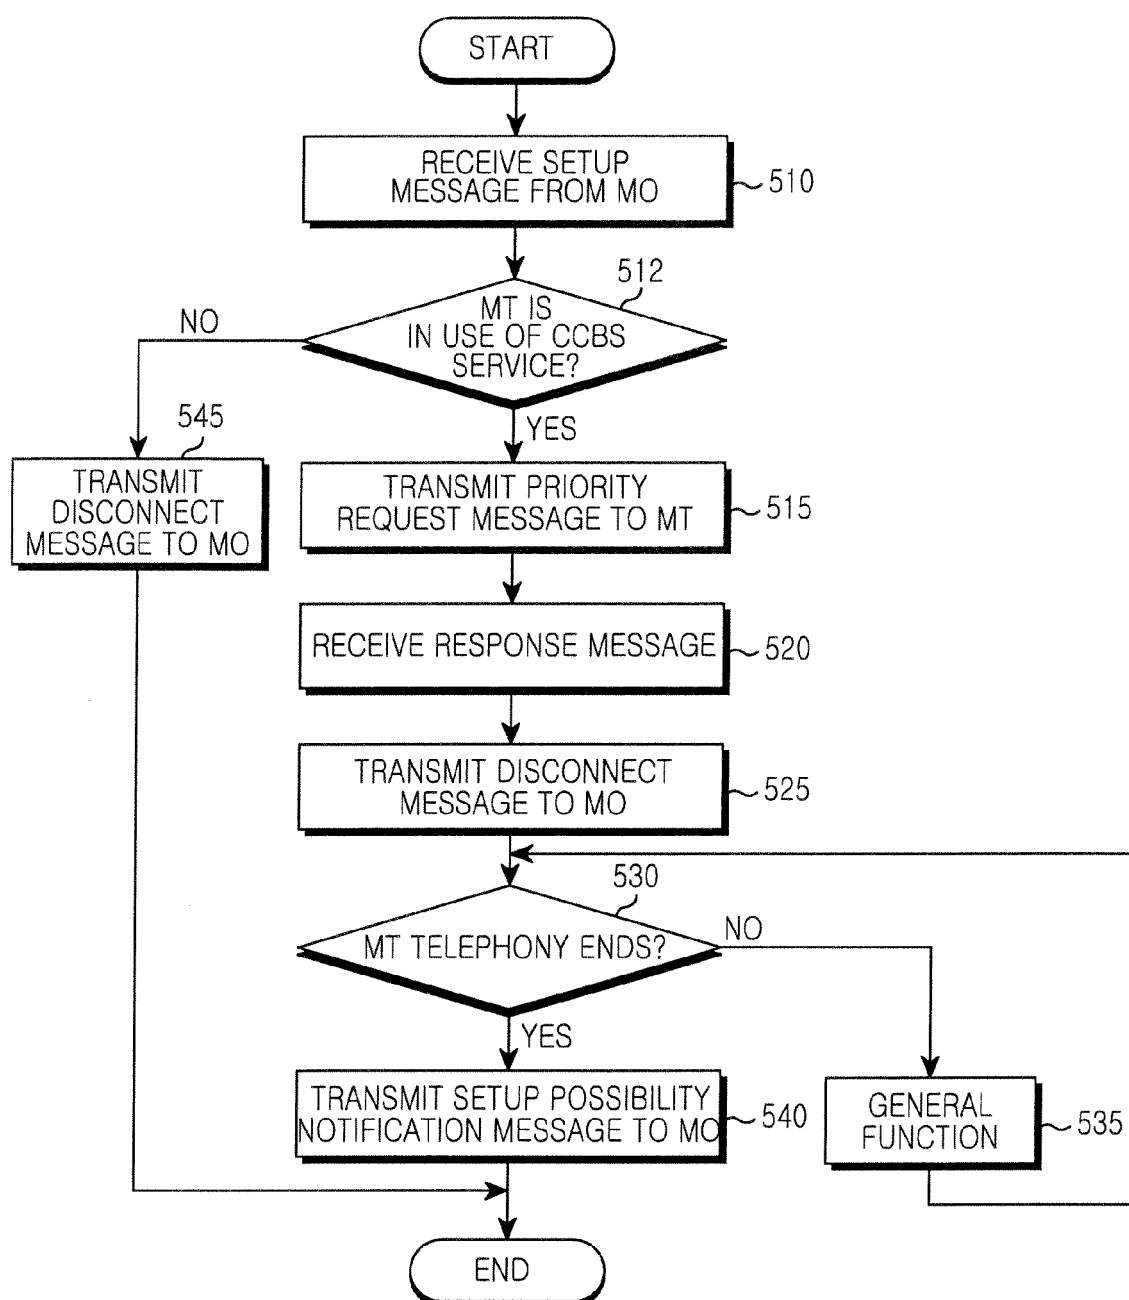 START
RECEIVE SETUP
MESSAGE FROM MO
510
512
MT IS
IN USE OF CCBS
SERVICE?
NO
YES
545
TRANSMIT
DISCONNECT
MESSAGE TO MO
TRANSMIT PRIORITY
REQUEST MESSAGE TO MT
515
RECEIVE RESPONSE MESSAGE
520
TRANSMIT DISCONNECT
MESSAGE TO MO
525
530
MT TELEPHONY ENDS?
NO
YES
TRANSMIT SETUP POSSIBILITY
NOTIFICATION MESSAGE TO MO
540
GENERAL
FUNCTION
535
END